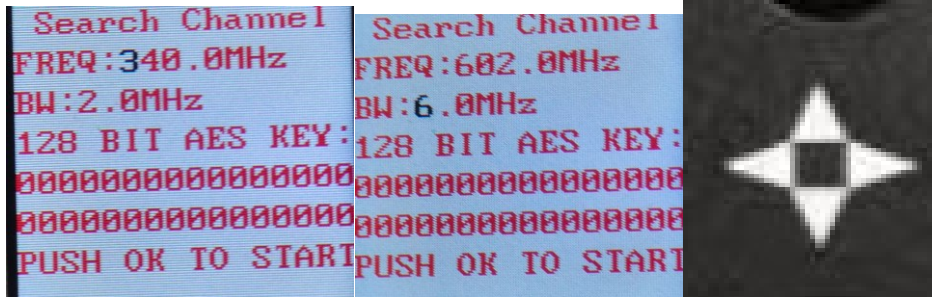 Search Channel
FREQ:340.0MHz
BW:2.0MHz
128 BIT AES KEY:
0000000000000000
0000000000000000
PUSH OK TO START
Search Channel
FREQ:602.0MHz
BW:6.0MHz
128 BIT AES KEY:
0000000000000000
0000000000000000
PUSH OK TO START